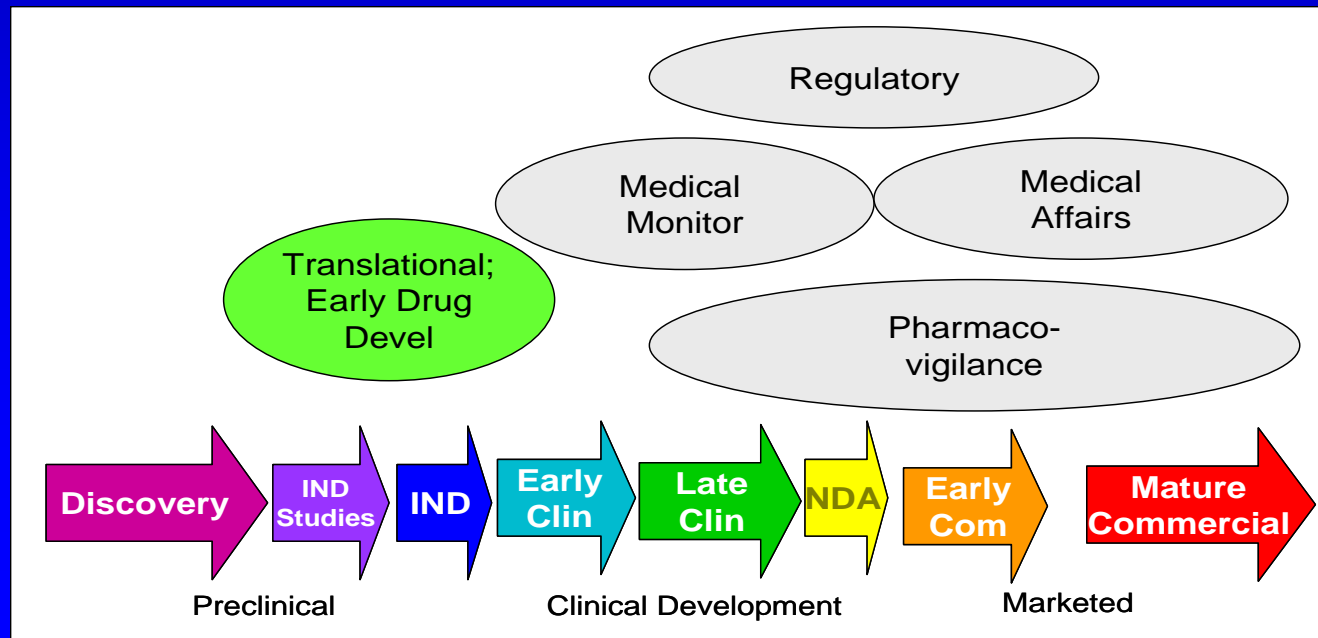 Regulatory
Medical
Monitor
Medical
Affairs
Translational;
Early Drug
Devel
Pharmaco-
vigilance
Discovery
IND
Studies
IND
Early
Clin
Late
Clin
NDA
Early
Com
Mature
Commercial
Preclinical
Clinical Development
Marketed